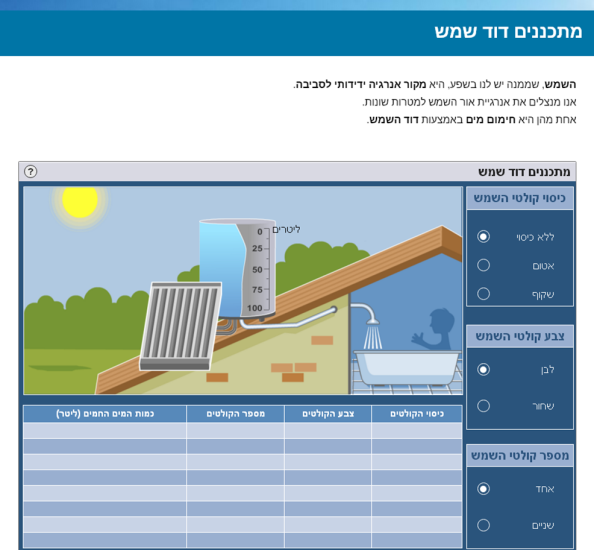 מתכננים דוד שמש
השמש, שממנה יש לנו בשפע, היא מקור אנרגיה ידידותי לסביבה.
אנו מנצלים את אנרגיית אור השמש למטרות שונות.
אחת מהן היא חימום מים באמצעות דוד השמש.
מתכננים דוד שמש
?
כיסוי קולטי השמש
ללא כיסוי
אטום
שקוף
צבע קולטי השמש
לבן
שחור
מספר קולטי השמש
אחד
שניים
ליטרים
0
25
50
75
100
כיסוי הקולטים צבע הקולטים מספר הקולטים כמות המים החמים (ליטר)